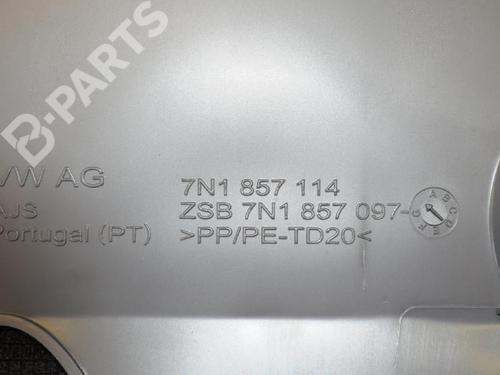 B-PARTS
VW AG
7N1 857 114
AJS
ZSB 7N1 857 097-
A B C D E F G
Portugal (PT)
>PP/PE-TD20<